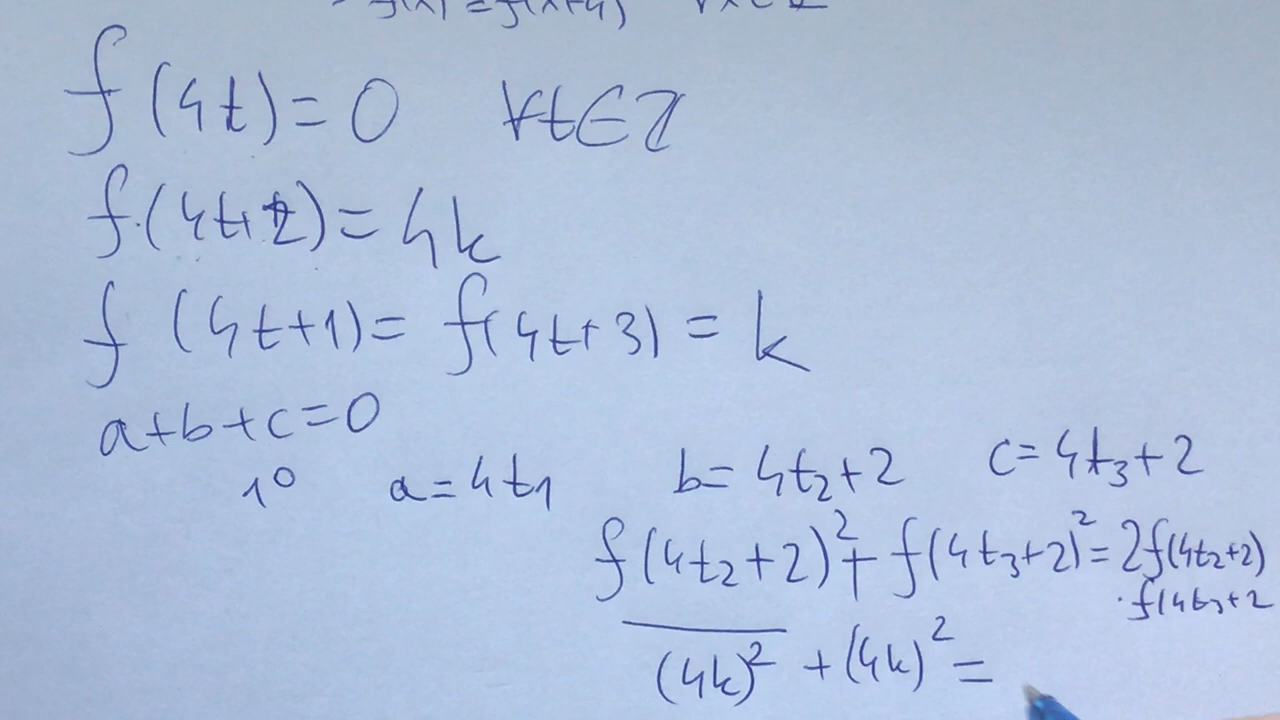 f(x) = f(x+4) ∀x∈Z
f(4t) = 0 ∀t∈Z
f(4t+2) = 4k
f(4t+1) = f(4t+3) = k
a+b+c=0
1° a=4t₁ b=4t₂+2 c=4t₃+2
f(4t₂+2)²+f(4t₃+2)²=2f(4t₂+2)
·f(4t₃+2
(4k)²+(4k)²=